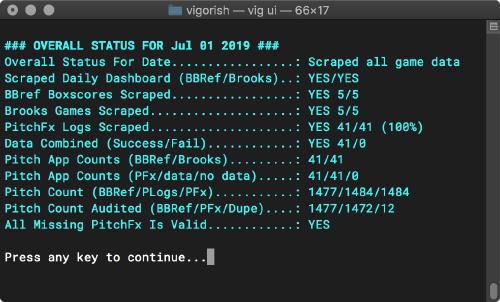 vigorish — vig ui — 66×17
### OVERALL STATUS FOR Jul 01 2019 ###
Overall Status For Date................: Scraped all game data
Scraped Daily Dashboard (BBRef/Brooks)..: YES/YES
BBref Boxscores Scraped................: YES 5/5
Brooks Games Scraped...................: YES 5/5
PitchFx Logs Scraped...................: YES 41/41 (100%)
Data Combined (Success/Fail)...........: YES 41/0
Pitch App Counts (BBRef/Brooks)........: 41/41
Pitch App Counts (PFx/data/no data)....: 41/41/0
Pitch Count (BBRef/PLogs/PFx)..........: 1477/1484/1484
Pitch Count Audited (BBRef/PFx/Dupe)...: 1477/1472/12
All Missing PitchFx Is Valid...........: YES
Press any key to continue...